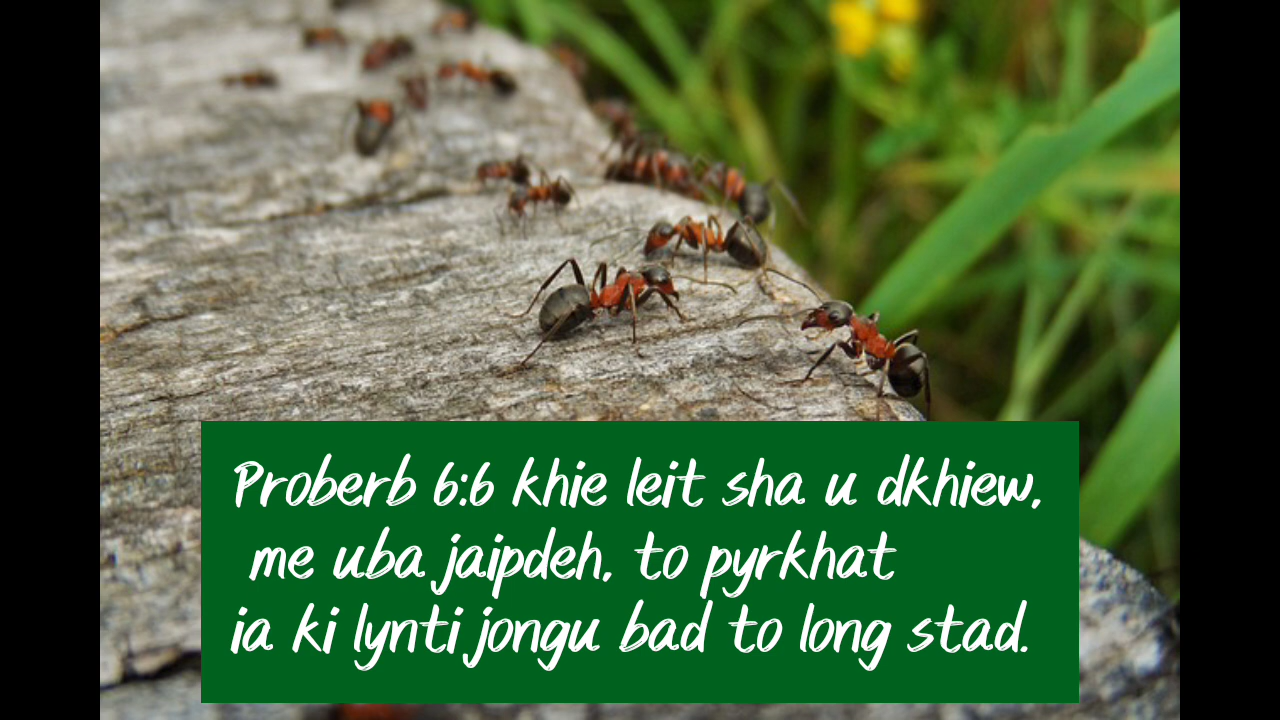 Proberb 6:6 khie leit sha u dkhiew,
me uba jaipdeh, to pyrkhat
ia ki lynti jongu bad to long stad.